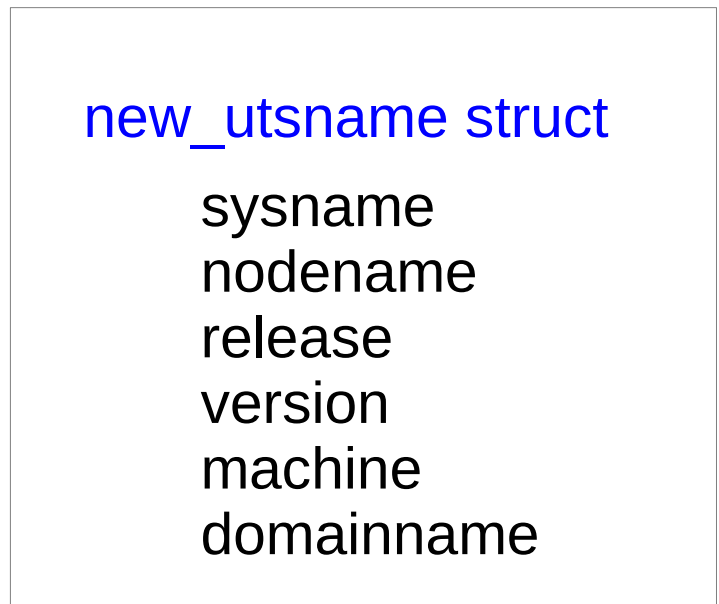 new_utsname struct
sysname
nodename
release
version
machine
domainname